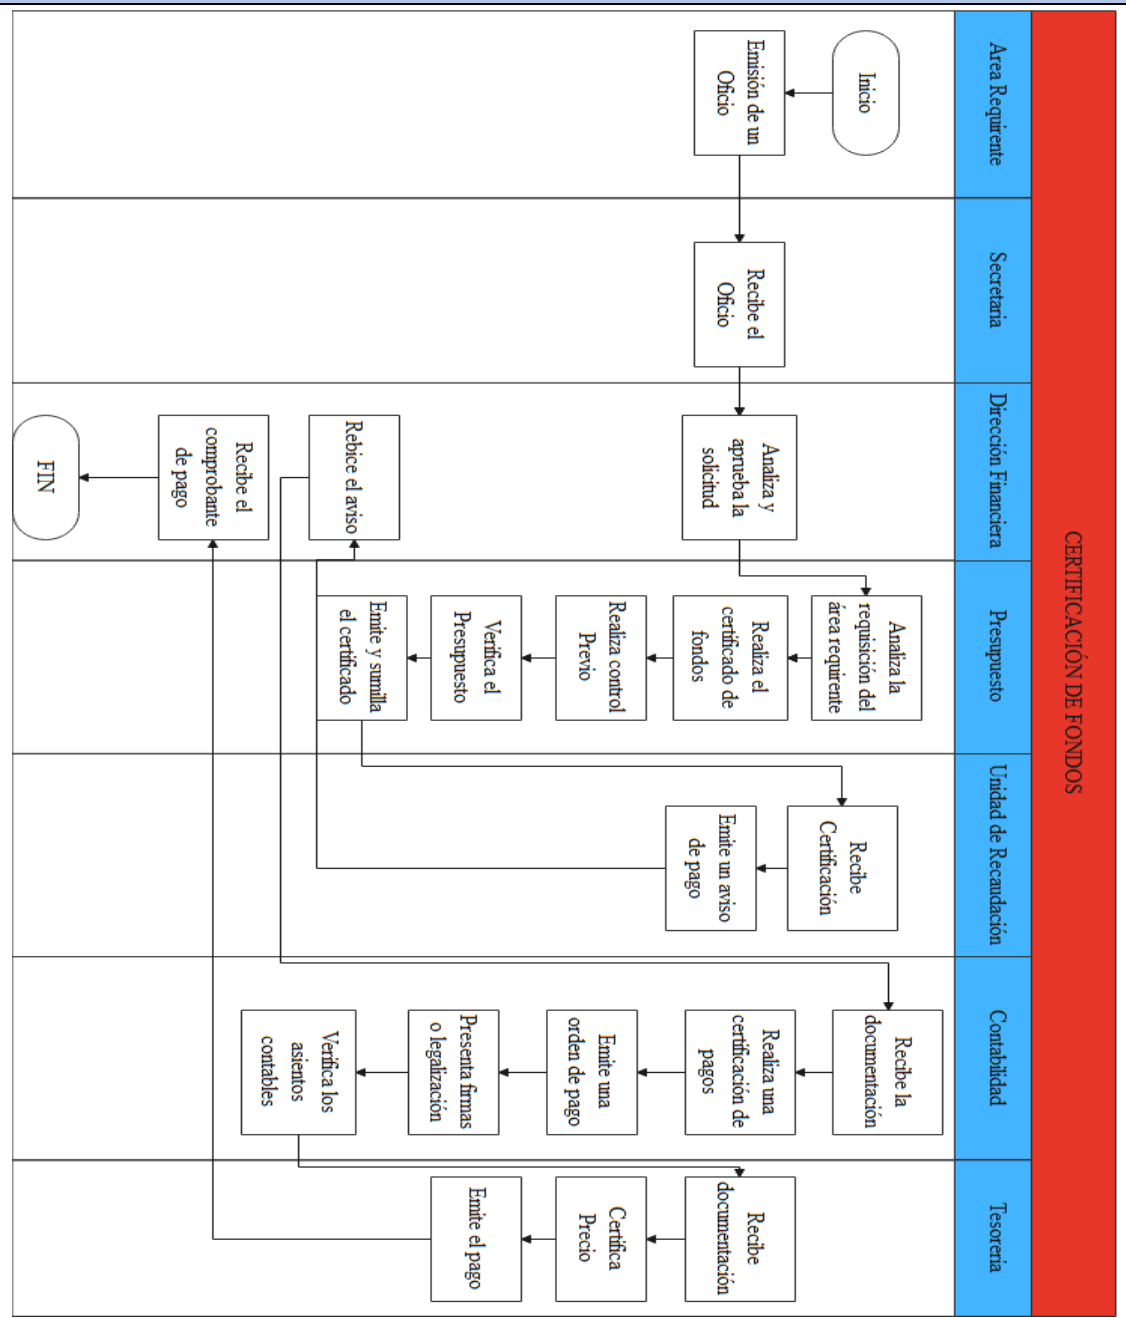 CERTIFICACIÓN DE FONDOS
Area Requirente
Secretaria
Dirección Financiera
Presupuesto
Unidad de Recaudación
Contabilidad
Tesoreria
Inicio
Emisión de un
Oficio
Recibe el
Oficio
Analiza y
aprueba la
solicitud
Analiza la
requisición del
área requirente
Realiza el
certificado de
fondos
Realiza control
Previo
Verifica el
Presupuesto
Emite y sumilla
el certificado
Recibe
Certificación
Emite un aviso
de pago
Rebice el aviso
Recibe la
documentación
Realiza una
certificación de
pagos
Emite una
orden de pago
Presenta firmas
o legalización
Verifica los
asientos
contables
Recibe
documentación
Certifica
Precio
Emite el pago
Recibe el
comprobante
de pago
FIN